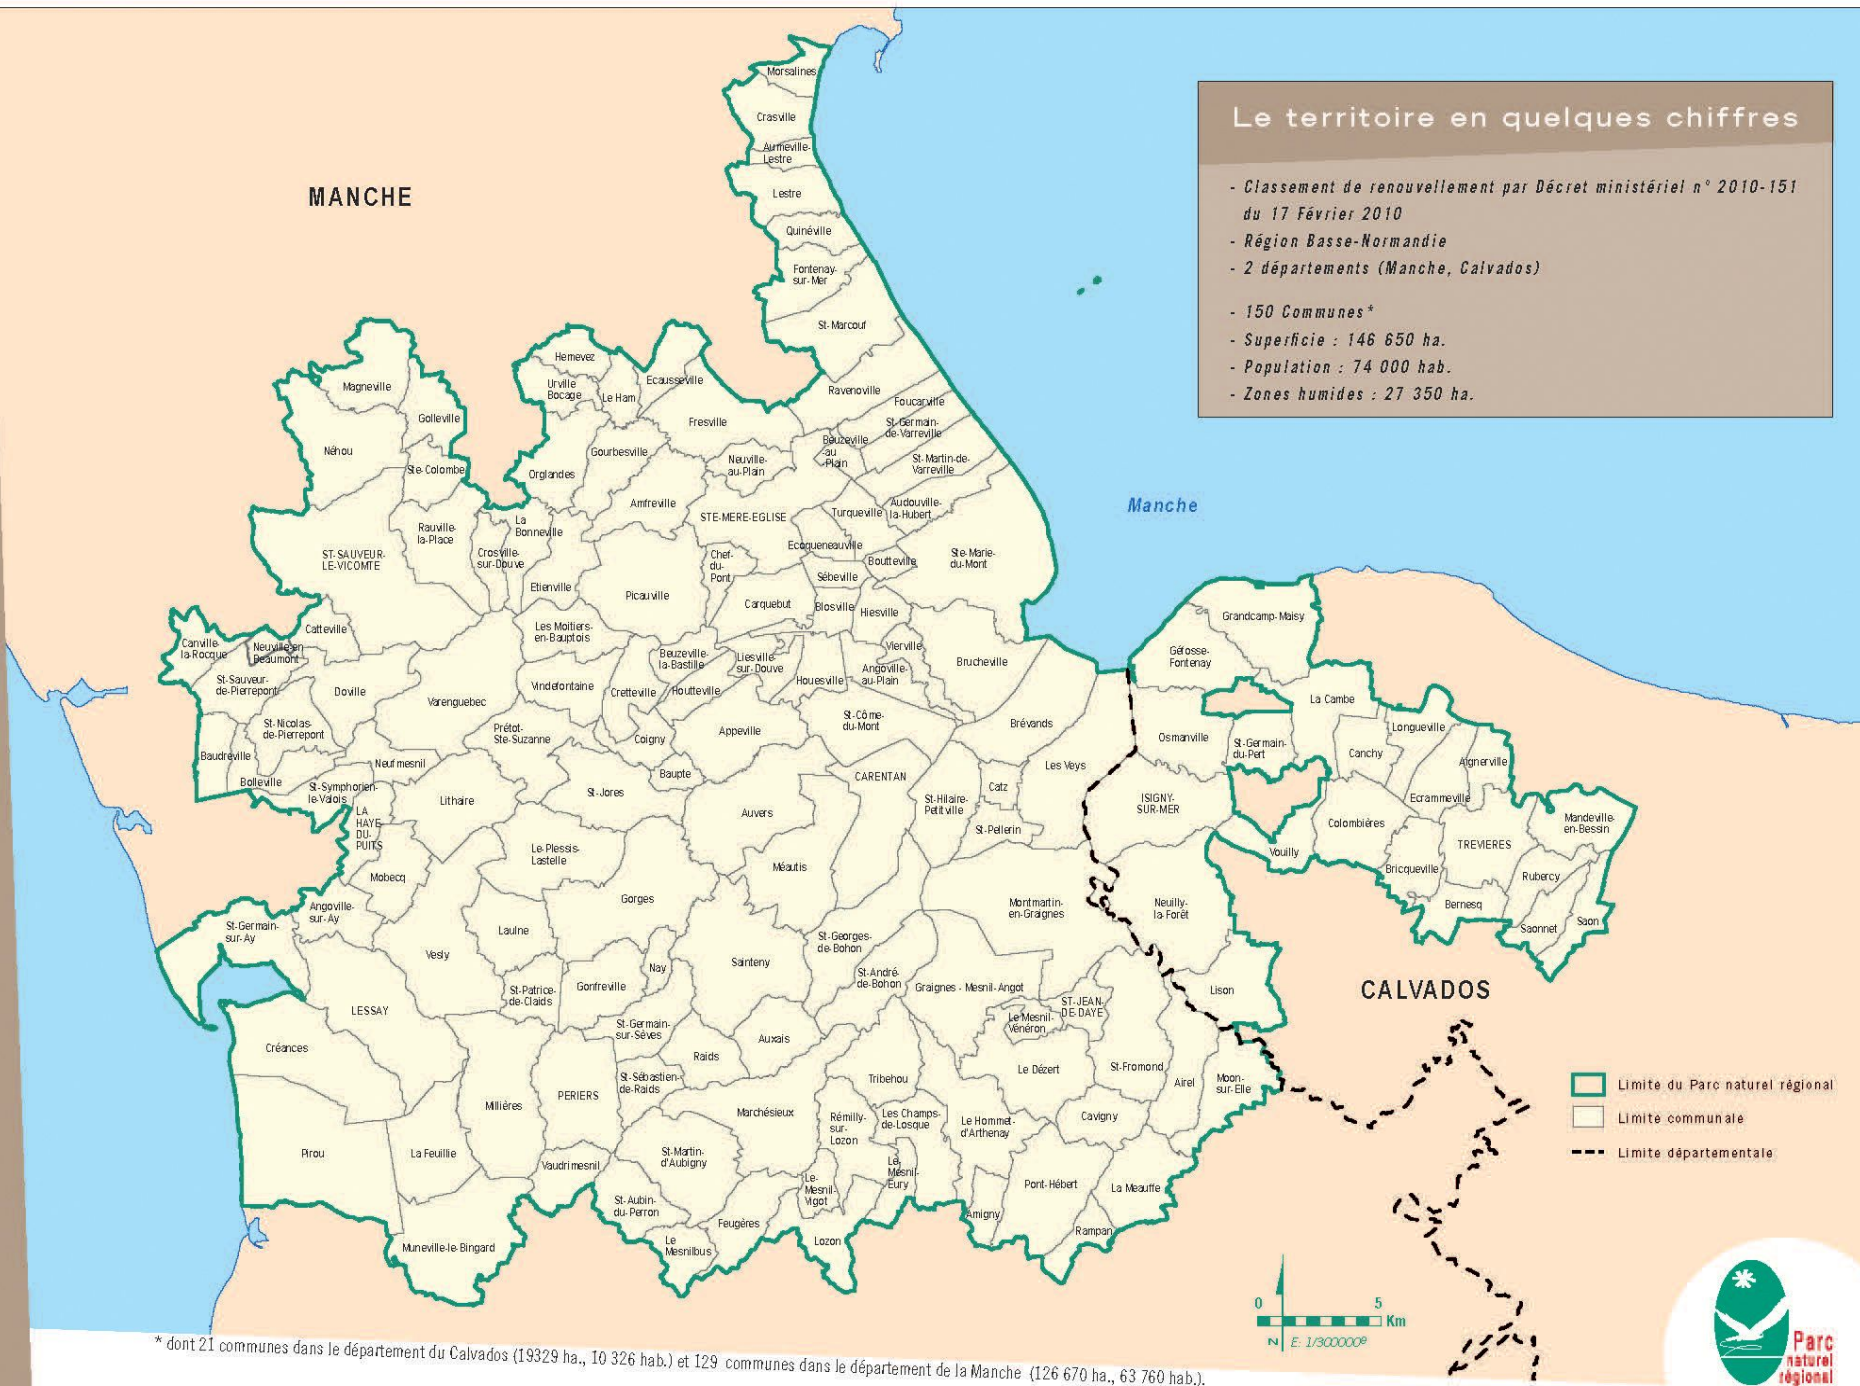 Le territoire en quelques chiffres
- Classement de renouvellement par Décret ministériel n° 2010-151
du 17 Février 2010
- Région Basse-Normandie
- 2 départements (Manche, Calvados)
- 150 Communes*
- Superficie : 146 650 ha.
- Population : 74 000 hab.
- Zones humides : 27 350 ha.
MANCHE
Manche
CALVADOS
Morsalines
Crasville
Aumeville-
Lestre
Lestre
Quinéville
Fontenay-
sur-Mer
St-Marcouf
Hemevez
Urville
Bocage
Le Ham
Ecausseville
Magneville
Golleville
Néhou
Ste-Colombe
Fresville
Ravenoville
Foucarville
St-Germain-
de-Varreville
Beuzeville
-au
-Plain
St-Martin-de-
Varreville
Gourbesville
Orglandes
Neuville-
au-Plain
Amfreville
STE-MERE-EGLISE
Turqueville
Audouville-
la-Hubert
Rauville-
la-Place
La
Bonneville
Crosville-
sur-Douve
ST-SAUVEUR-
LE-VICOMTE
Etienville
Picauville
Chef-
du-
Pont
Ecoqueneauville
Sébeville
Boutteville
Ste-Marie-
du-Mont
Carquebut
Blosville
Hiesville
Les Moitiers-
en-Bauptois
Catteville
Canville-
la-Rocque
Neuville-en
Beaumont
St-Sauveur-
de-Pierrepont
Doville
Varenguebec
Vindefontaine
Cretteville
Beuzeville-
la-Bastille
Houtteville
Liesville-
sur-Douve
Houesville
Vierville
Angoville-
au-Plain
Brucheville
St-Nicolas-
de-Pierrepont
Baudreville
Bolleville
Prétot-
Ste-Suzanne
Coigny
Appeville
St-Côme-
du-Mont
Brévands
Neufmesnil
St-Symphorien-
le-Valois
LA
HAYE-
DU-
PUITS
Lithaire
St-Jores
Baupte
Auvers
CARENTAN
St-Hilaire-
Petitville
Catz
Les Veys
St-Pellerin
Mobecq
Le-Plessis-
Lastelle
Gorges
Méautis
Montmartin-
en-Graignes
Angoville-
sur-Ay
St-Germain-
sur-Ay
Vesly
Laulne
St-Patrice-
de-Claids
Gonfreville
Nay
Sainteny
St-Georges-
de-Bohon
St-André-
de-Bohon
Graignes - Mesnil-Angot
ST-JEAN-
DE-DAYE
Le Mesnil-
Vénéron
LESSAY
Créances
Pirou
La Feuillie
Millières
PERIERS
St-Germain-
sur-Sèves
St-Sébastien-
de-Raids
Raids
Auxais
Marchésieux
Tribehou
Le Dézert
St-Fromond
Airel
Moon-
sur-Elle
Rémilly-
sur-
Lozon
Les Champs-
de-Losque
Le Hommet-
d'Arthenay
Cavigny
Vaudrimesnil
St-Martin-
d'Aubigny
St-Aubin-
du-Perron
Feugères
Le
Mesnilbus
Le-
Mesnil-
Vigot
Le
Mesnil-
Eury
Lozon
Amigny
Pont-Hébert
La Meauffe
Rampan
Muneville-le-Bingard
Grandcamp-Maisy
Géfosse-
Fontenay
La Cambe
Osmanville
St-Germain-
du-Pert
Canchy
Longueville
Aignerville
Ecrammeville
ISIGNY-
SUR-MER
Colombières
TREVIERES
Mandeville-
en-Bessin
Vouilly
Bricqueville
Rubercy
Bernesq
Saonnet
Saon
Neuilly-
la-Forêt
Lison
Limite du Parc naturel régional
Limite communale
Limite départementale
0 5
Km
N E: 1/300000e
Parc
naturel
régional
* dont 21 communes dans le département du Calvados (19329 ha., 10 326 hab.) et 129 communes dans le département de la Manche (126 670 ha., 63 760 hab.).